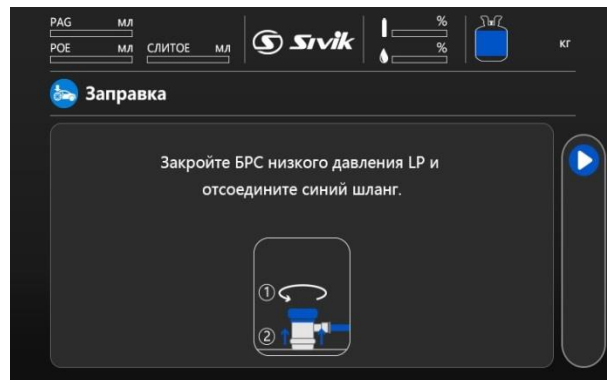 PAG мл
POE мл СЛИТОЕ мл
S Sivik
%
%
кг
Заправка
Закройте БРС низкого давления LP и
отсоедините синий шланг.
1
2